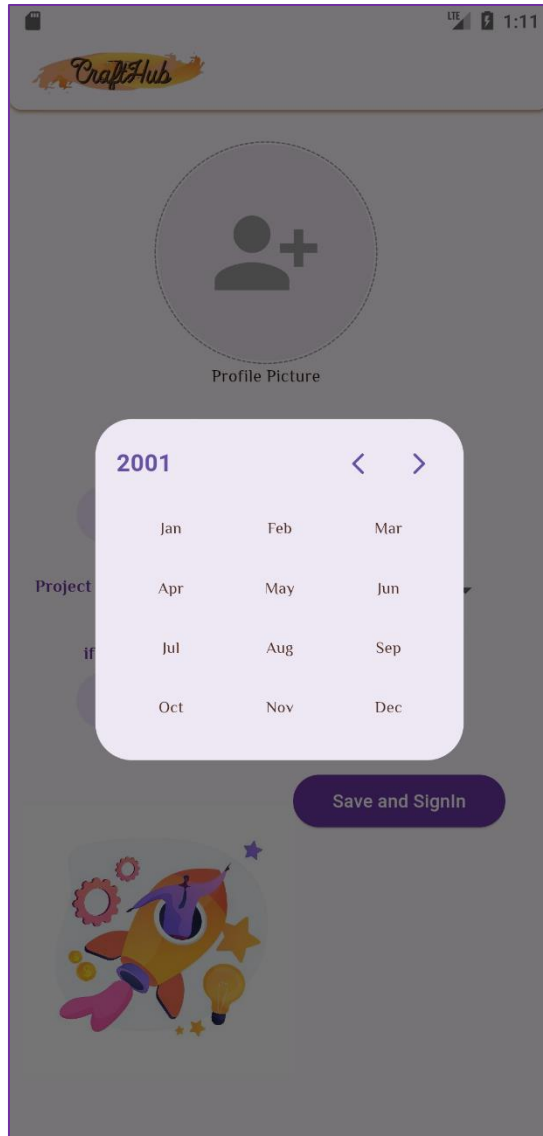 LTE 1:11
CraftHub
Profile Picture
2001
Jan Feb Mar
Project Apr May Jun
if Jul Aug Sep
Oct Nov Dec
Save and SignIn